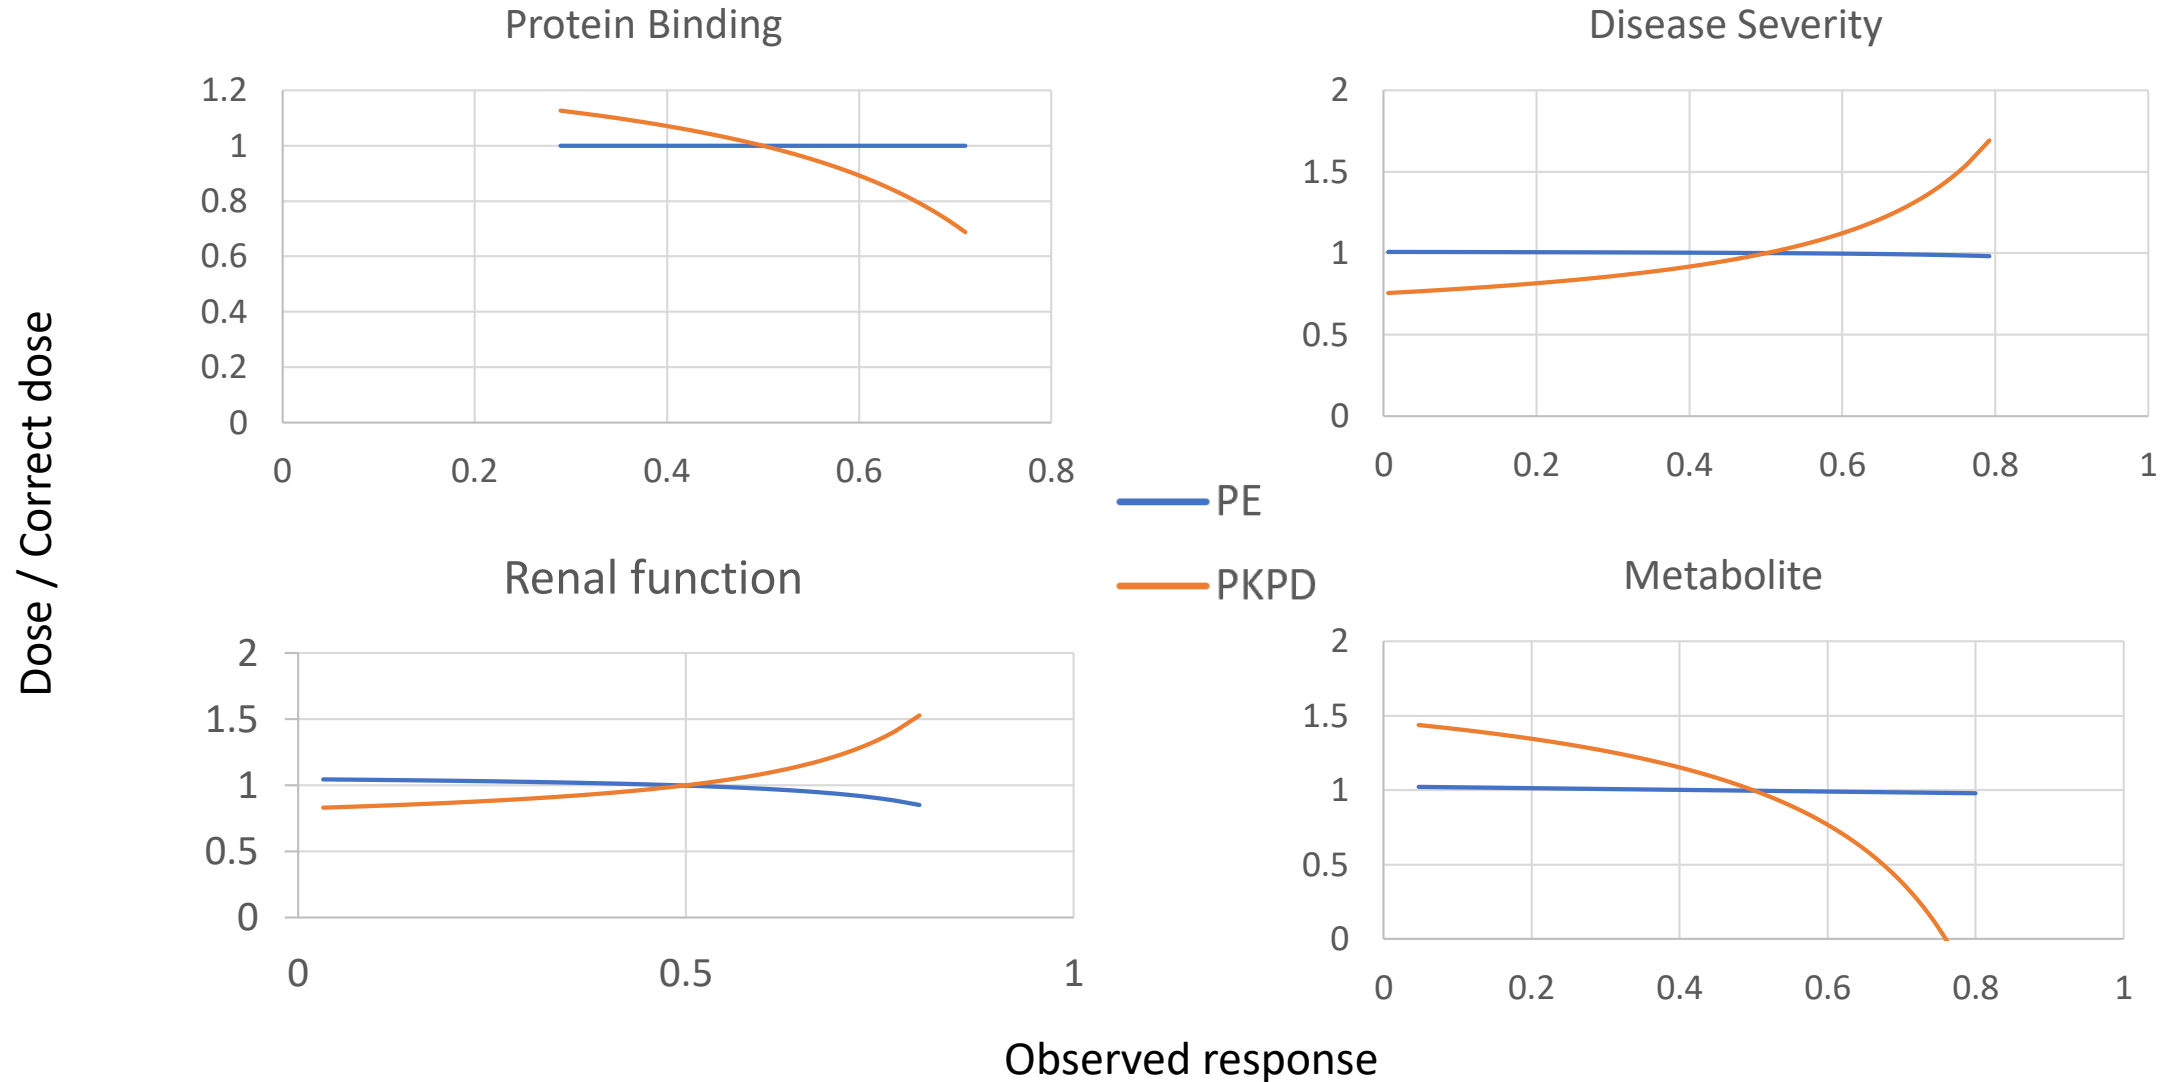 Protein Binding
1.2
1
0.8
0.6
0.4
0.2
0
0 0.2 0.4 0.6 0.8
Disease Severity
2
1.5
1
0.5
0
0 0.2 0.4 0.6 0.8 1
Dose / Correct dose
PE
PKPD
Renal function
2
1.5
1
0.5
0
0 0.5 1
Metabolite
2
1.5
1
0.5
0
0 0.2 0.4 0.6 0.8 1
Observed response